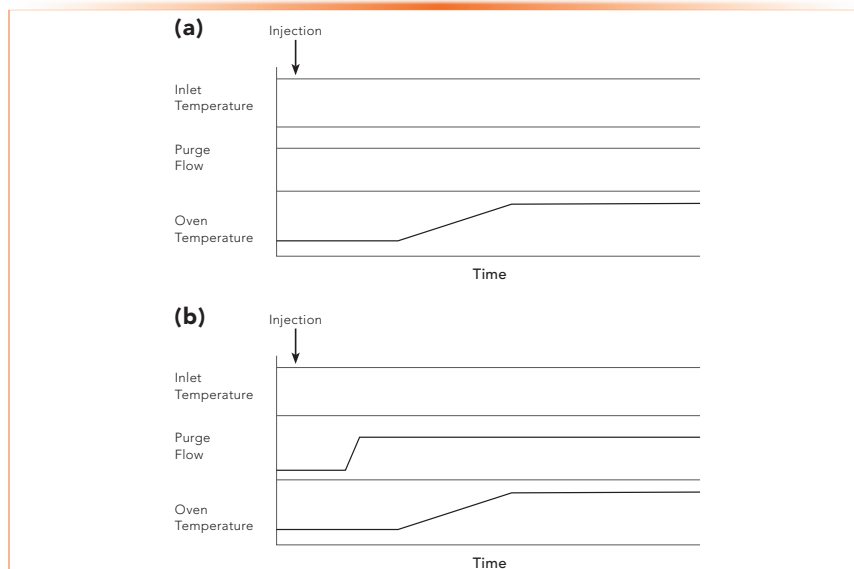 (a)
Injection
Inlet
Temperature
Purge
Flow
Oven
Temperature
Time
(b)
Injection
Inlet
Temperature
Purge
Flow
Oven
Temperature
Time